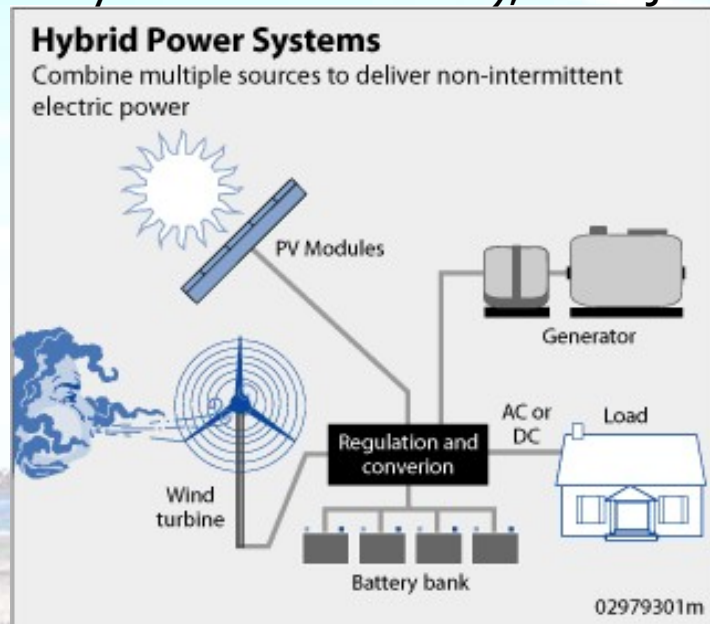 Hybrid Power Systems
Combine multiple sources to deliver non-intermittent
electric power
PV Modules
Generator
AC or
DC
Load
Regulation and
converion
Wind
turbine
Battery bank
02979301m